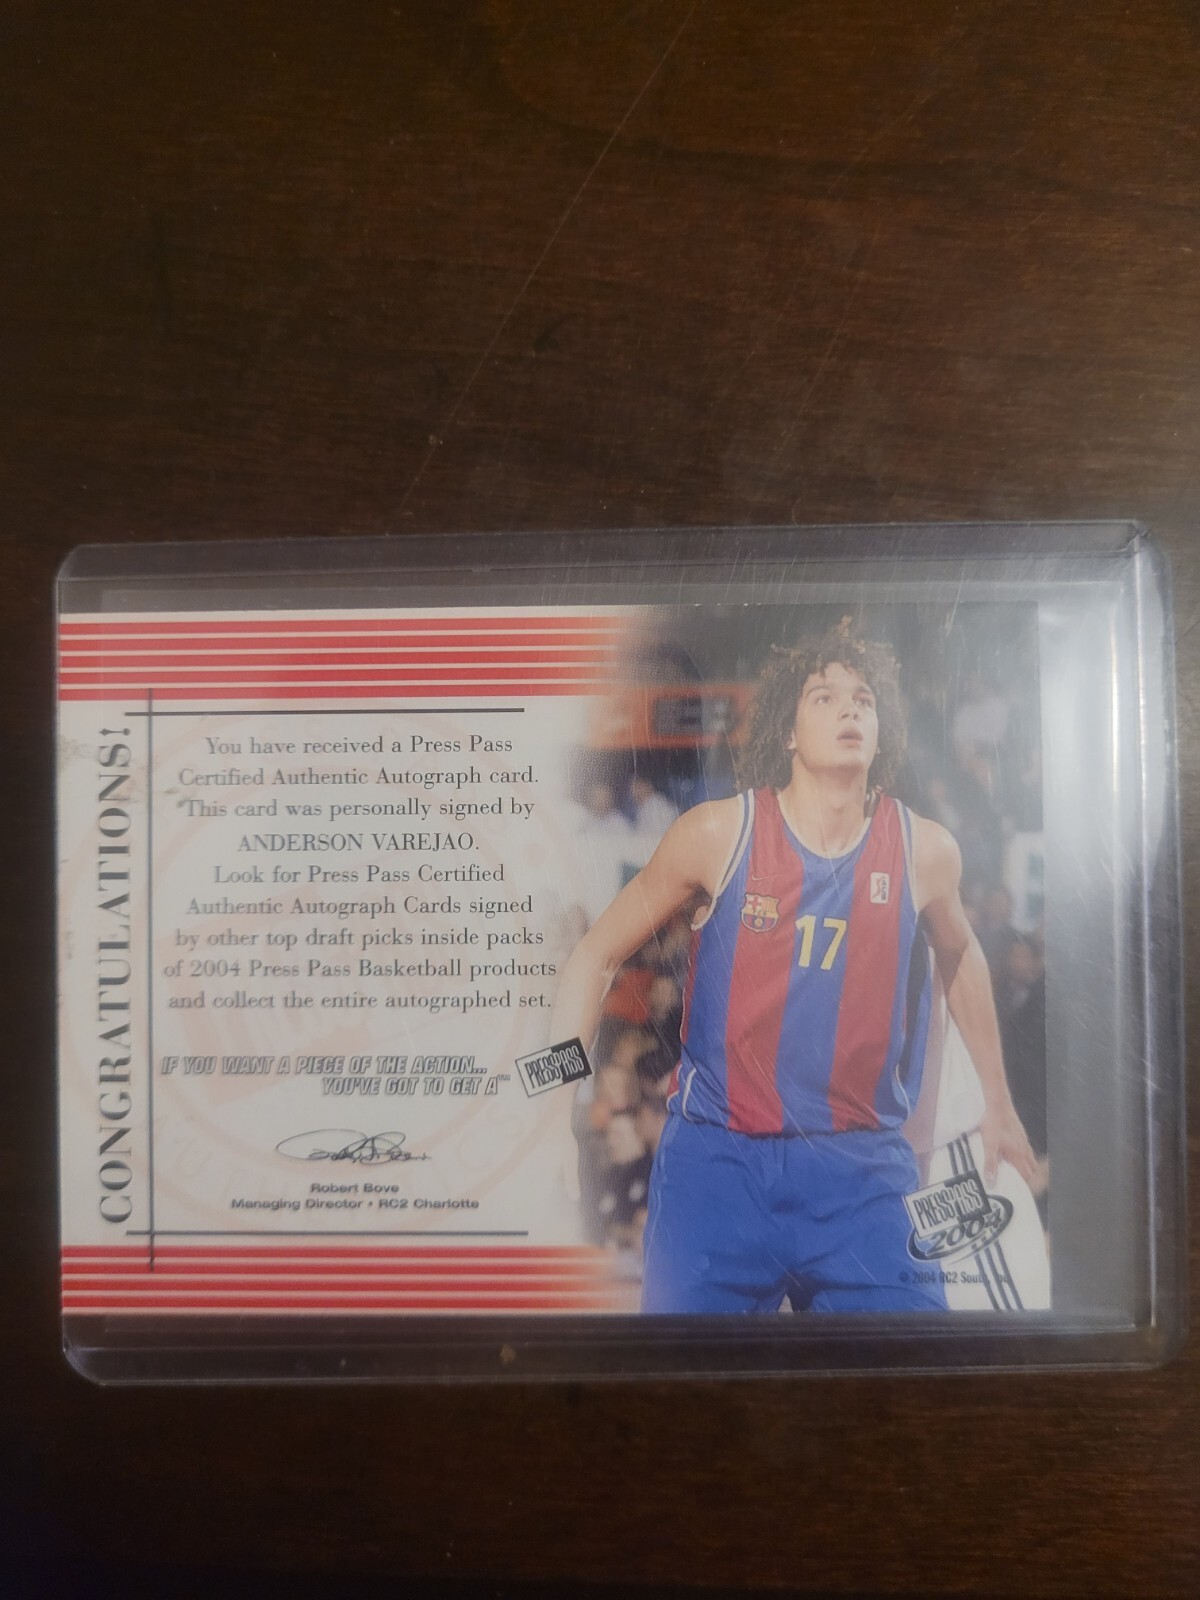 CONGRATULATIONS!
You have received a Press Pass
Certified Authentic Autograph card.
This card was personally signed by
ANDERSON VAREJAO.
Look for Press Pass Certified
Authentic Autograph Cards signed
by other top draft picks inside packs
of 2004 Press Pass Basketball products
and collect the entire autographed set.
IF YOU WANT A PIECE OF THE ACTION...
YOU'VE GOT TO GET A™
PRESS PASS
Robert Bove
Managing Director • RC2 Charlotte
17
PRESS PASS
2004
© 2004 RC2 South, Inc.